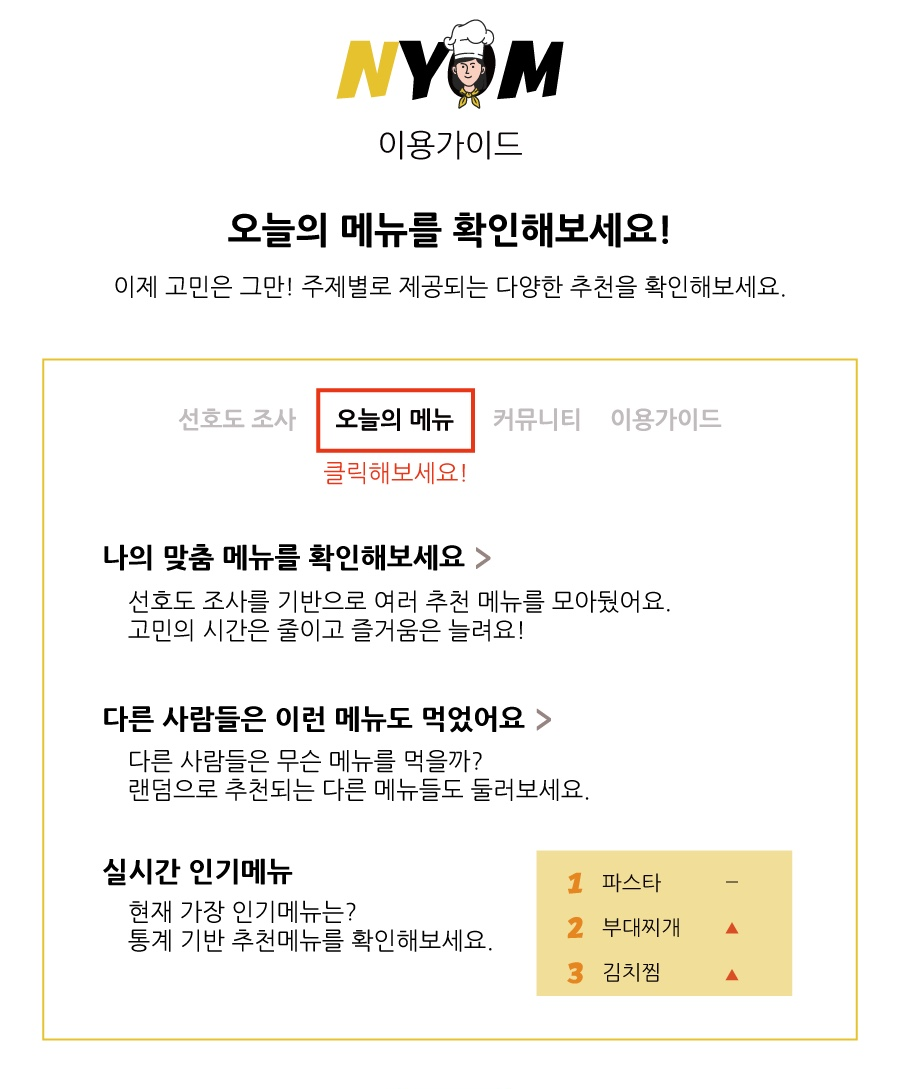 NYOM
이용가이드
오늘의 메뉴를 확인해보세요!
이제 고민은 그만! 주제별로 제공되는 다양한 추천을 확인해보세요.
선호도 조사 오늘의 메뉴 커뮤니티 이용가이드
클릭해보세요!
나의 맞춤 메뉴를 확인해보세요 >
선호도 조사를 기반으로 여러 추천 메뉴를 모아뒀어요.
고민의 시간은 줄이고 즐거움은 늘려요!
다른 사람들은 이런 메뉴도 먹었어요 >
다른 사람들은 무슨 메뉴를 먹을까?
랜덤으로 추천되는 다른 메뉴들도 둘러보세요.
실시간 인기메뉴
현재 가장 인기메뉴는?
통계 기반 추천메뉴를 확인해보세요.
1 파스타 –
2 부대찌개 ▲
3 김치찜 ▲